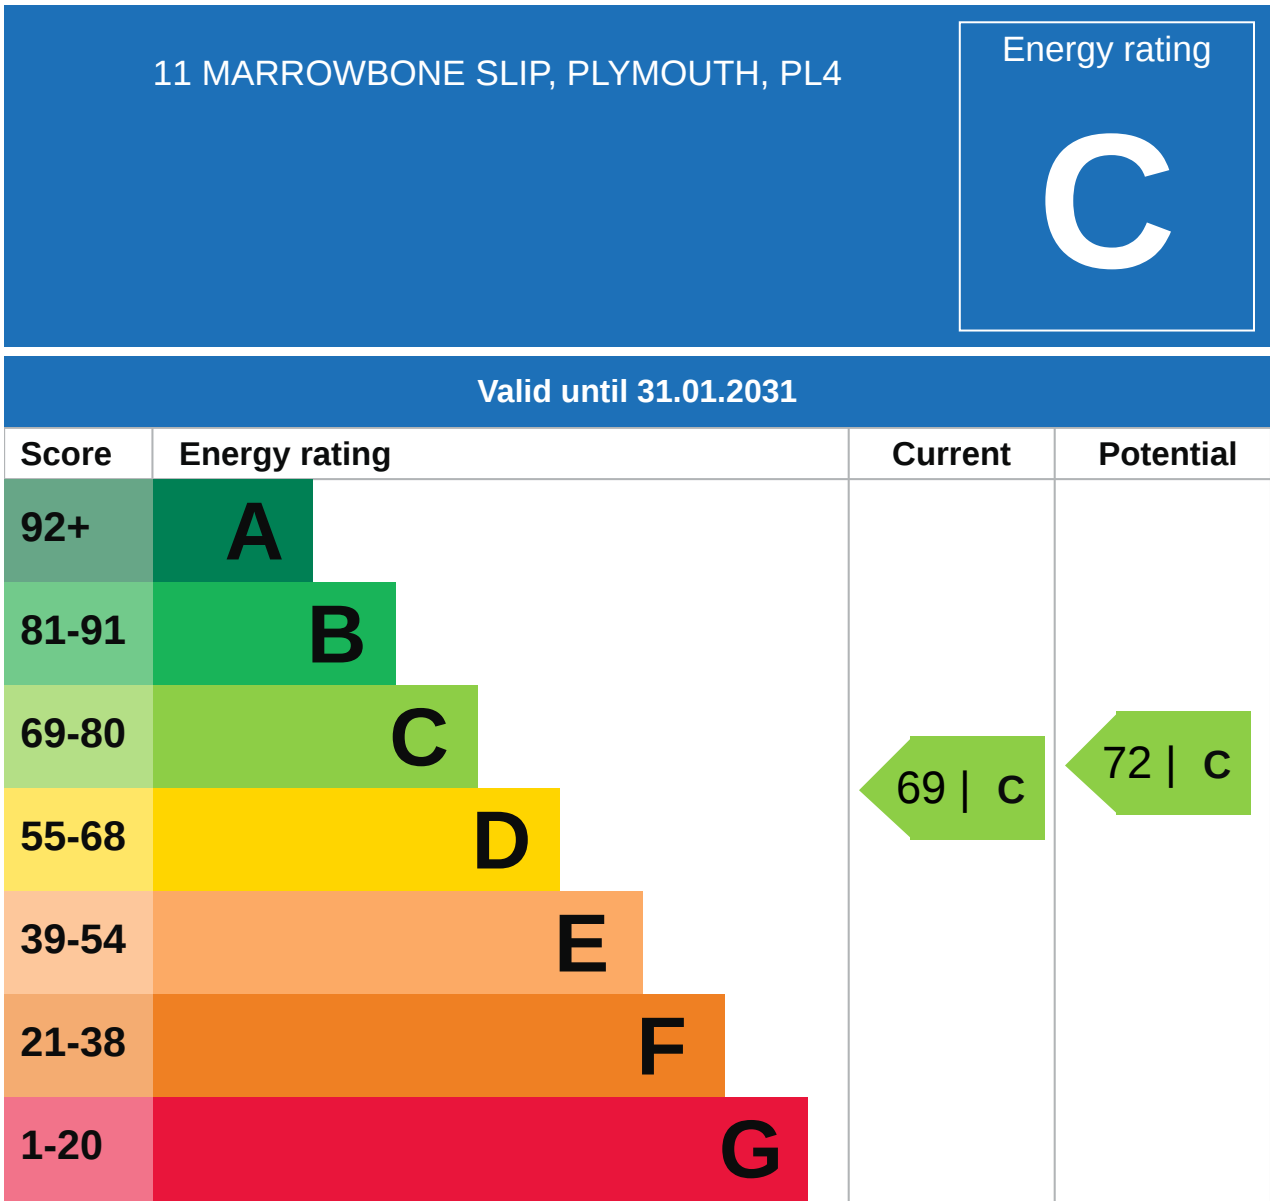 11 MARROWBONE SLIP, PLYMOUTH, PL4
Energy rating
C
Valid until 31.01.2031
Score Energy rating Current Potential
92+ A
81-91 B
69-80 C
69 | C
72 | C
55-68 D
39-54 E
21-38 F
1-20 G